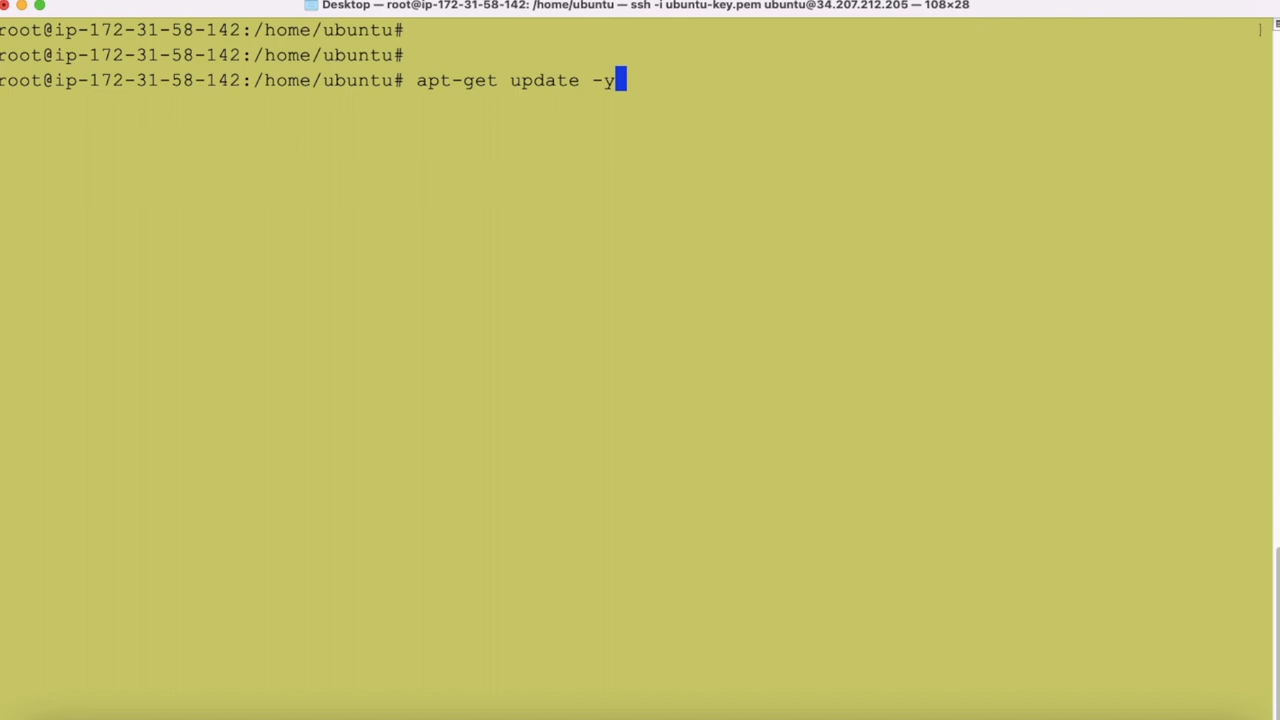 Desktop — root@ip-172-31-58-142: /home/ubuntu — ssh -i ubuntu-key.pem ubuntu@34.207.212.205 — 108×28
root@ip-172-31-58-142:/home/ubuntu# ]
root@ip-172-31-58-142:/home/ubuntu#
root@ip-172-31-58-142:/home/ubuntu# apt-get update -y